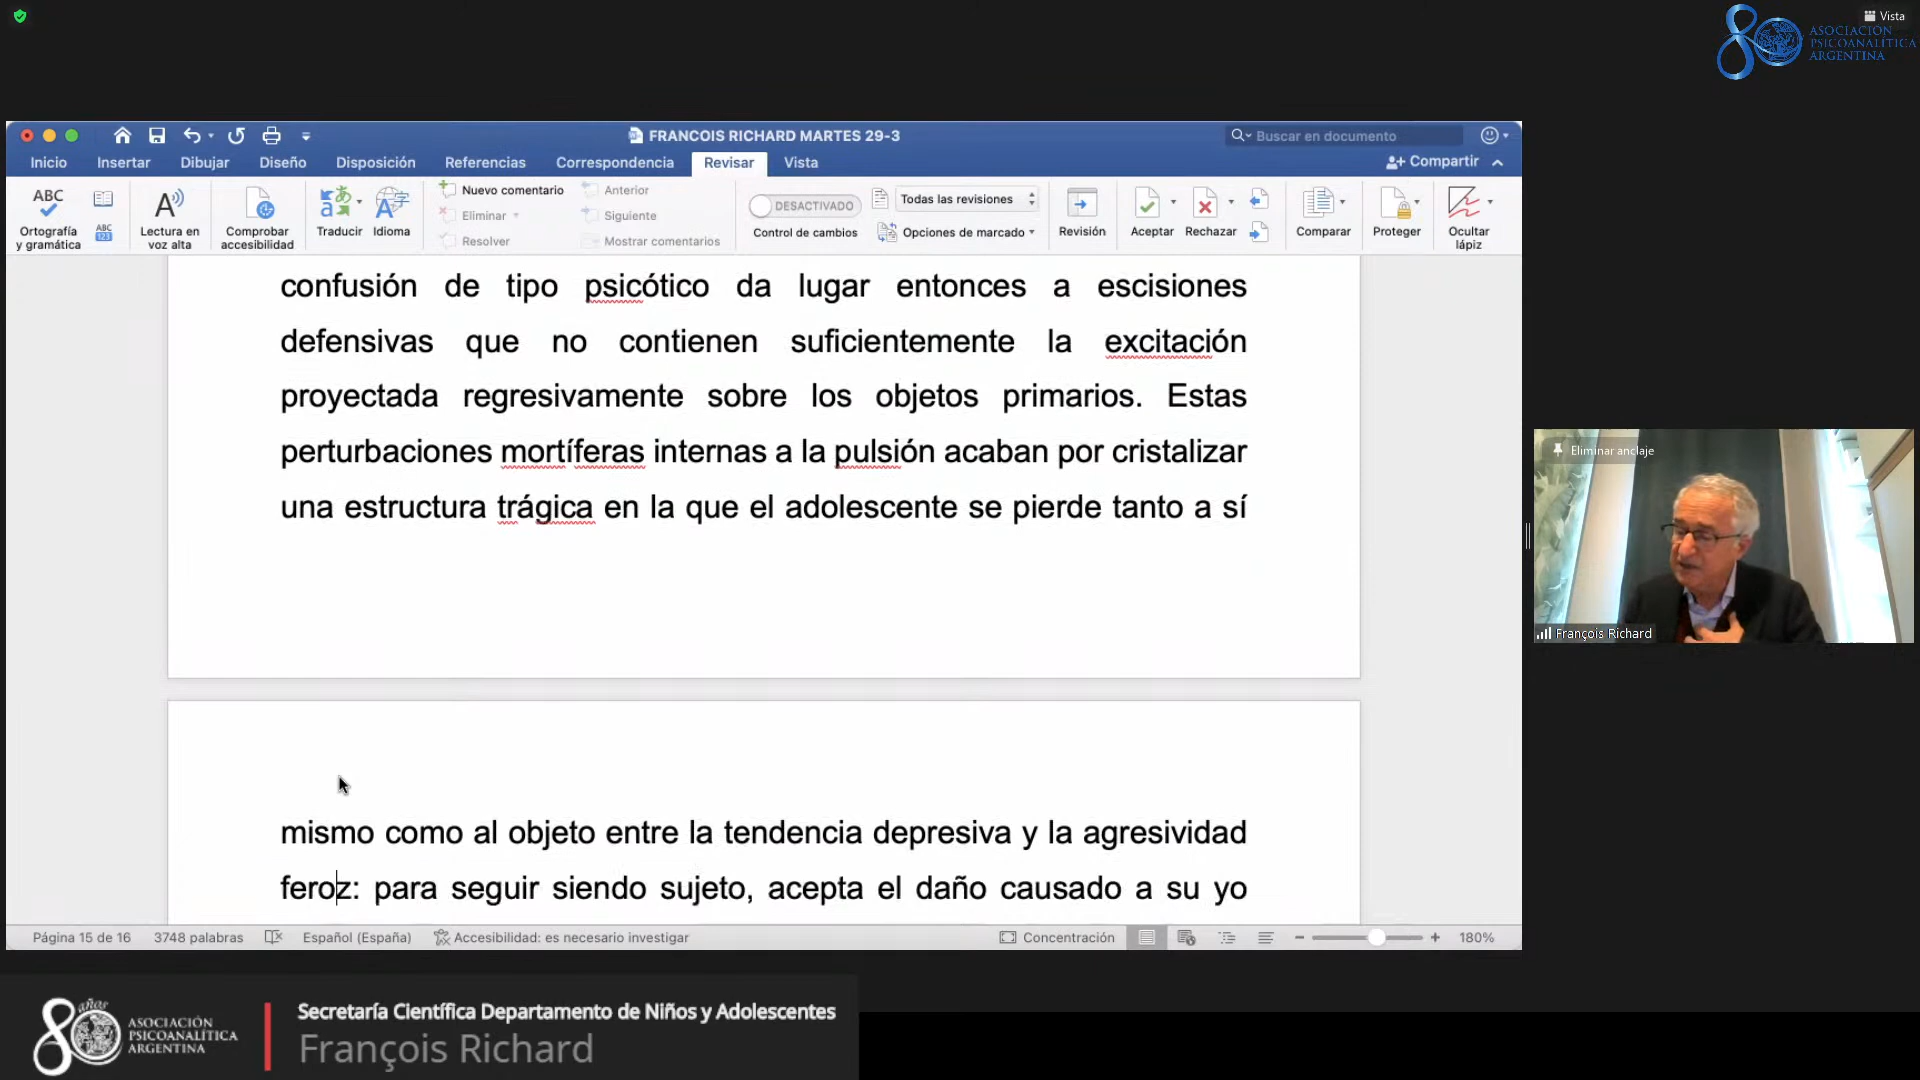 Vista
ASOCIACIÓN
PSICOANALÍTICA
ARGENTINA
FRANCOIS RICHARD MARTES 29-3
Buscar en documento
Inicio Insertar Dibujar Diseño Disposición Referencias Correspondencia Revisar Vista Compartir
ABC
Ortografía y gramática
ABC
123
Lectura en voz alta
Comprobar accesibilidad
Traducir
Idioma
Nuevo comentario
Eliminar
Resolver
Anterior
Siguiente
Mostrar comentarios
DESACTIVADO
Control de cambios
Todas las revisiones
Opciones de marcado
Revisión
Aceptar
Rechazar
Comparar
Proteger
Ocultar lápiz
confusión de tipo psicótico da lugar entonces a escisiones
defensivas que no contienen suficientemente la excitación
proyectada regresivamente sobre los objetos primarios. Estas
perturbaciones mortíferas internas a la pulsión acaban por cristalizar
una estructura trágica en la que el adolescente se pierde tanto a sí
mismo como al objeto entre la tendencia depresiva y la agresividad
feroz: para seguir siendo sujeto, acepta el daño causado a su yo
Página 15 de 16 3748 palabras Español (España) Accesibilidad: es necesario investigar Concentración 180%
Eliminar anclaje
François Richard
80 años
ASOCIACIÓN
PSICOANALÍTICA
ARGENTINA
Secretaría Científica Departamento de Niños y Adolescentes
François Richard